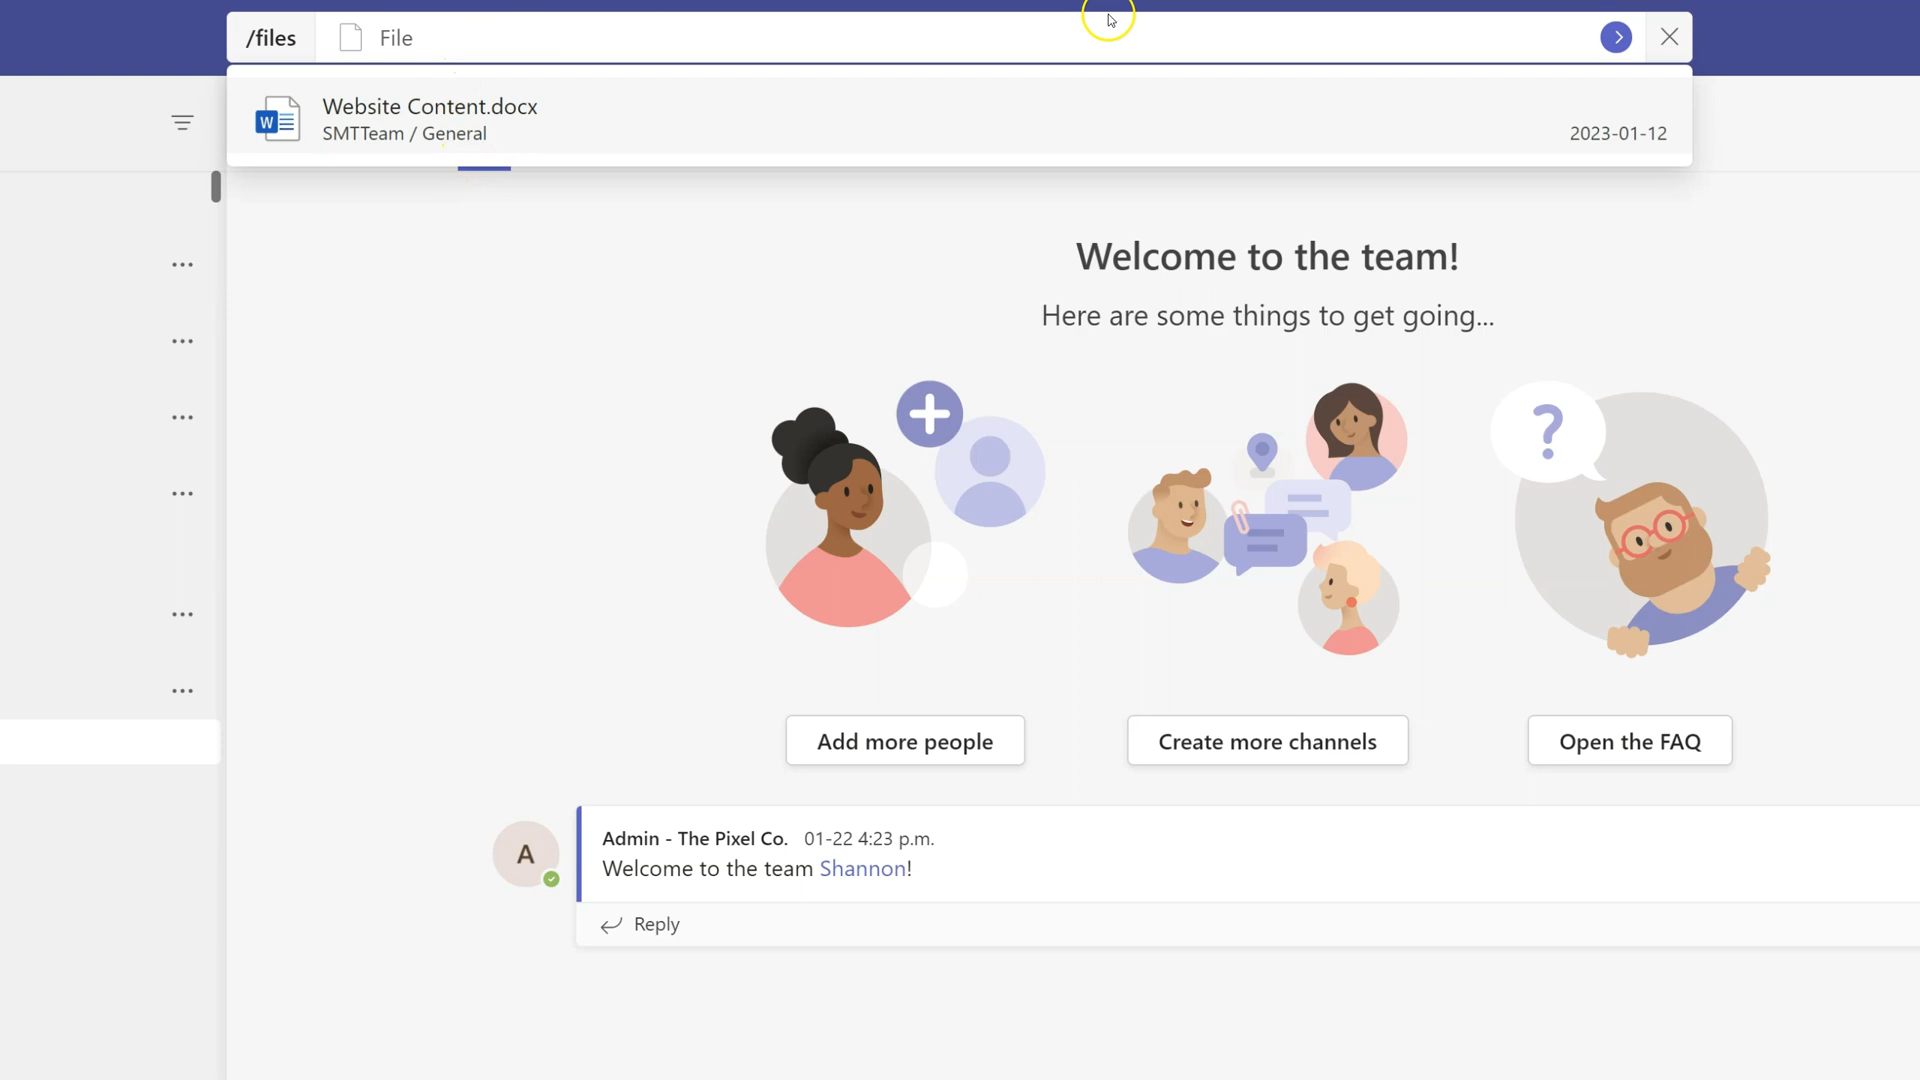 /files File
W
Website Content.docx
SMTTeam / General 2023-01-12
Welcome to the team!
Here are some things to get going...
?
Add more people Create more channels Open the FAQ
A
Admin - The Pixel Co. 01-22 4:23 p.m.
Welcome to the team Shannon!
Reply